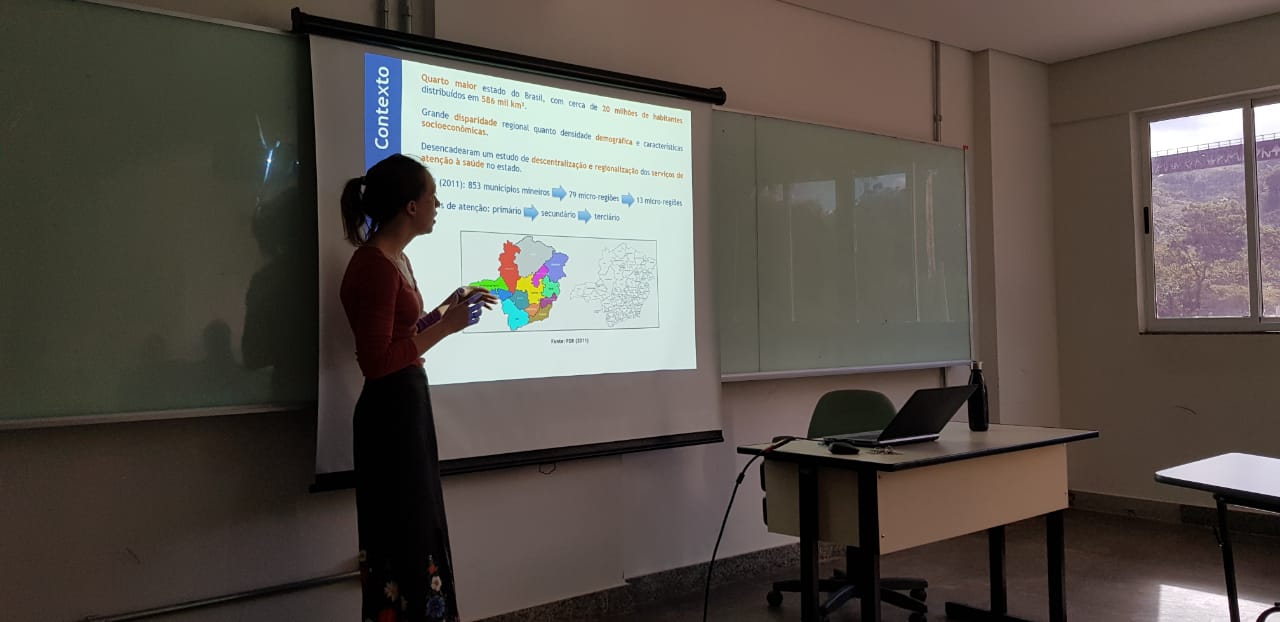 Contexto
Quarto maior estado do Brasil, com cerca de 20 milhões de habitantes
distribuídos em 586 mil km².
Grande disparidade regional quanto densidade demográfica e características
socioeconômicas.
Desencadearam um estudo de descentralização e regionalização dos serviços de
atenção à saúde no estado.
(2011): 853 municípios mineiros 79 micro-regiões 13 micro-regiões
de atenção: primário secundário terciário
Fonte: PDR (2011)